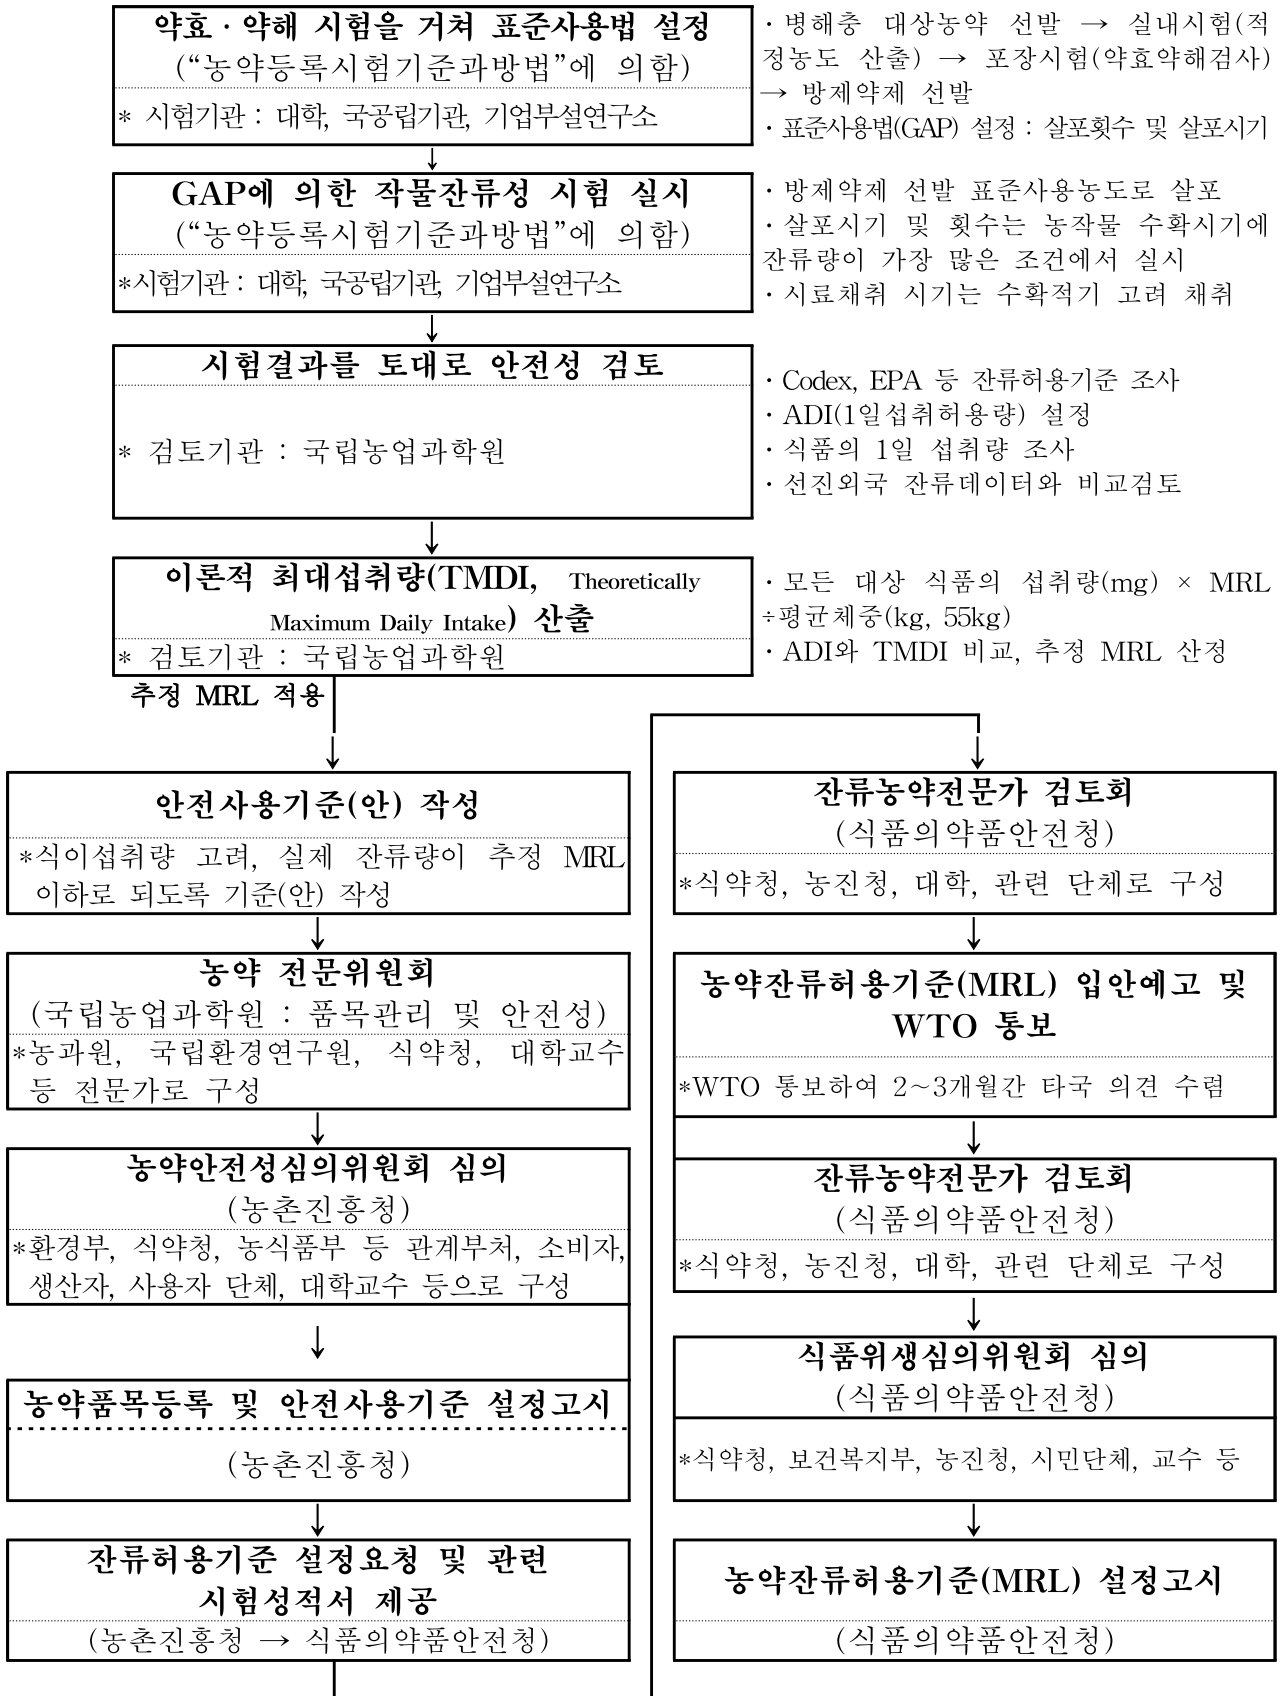 약효 · 약해 시험을 거쳐 표준사용법 설정
(“농약등록시험기준과방법”에 의함)
* 시험기관 : 대학, 국공립기관, 기업부설연구소
· 병해충 대상농약 선발 → 실내시험(적
정농도 산출) → 포장시험(약효약해검사)
→ 방제약제 선발
· 표준사용법(GAP) 설정 : 살포횟수 및 살포시기
GAP에 의한 작물잔류성 시험 실시
(“농약등록시험기준과방법”에 의함)
*시험기관 : 대학, 국공립기관, 기업부설연구소
· 방제약제 선발 표준사용농도로 살포
· 살포시기 및 횟수는 농작물 수확시기에
잔류량이 가장 많은 조건에서 실시
· 시료채취 시기는 수확적기 고려 채취
시험결과를 토대로 안전성 검토
* 검토기관 : 국립농업과학원
· Codex, EPA 등 잔류허용기준 조사
· ADI(1일섭취허용량) 설정
· 식품의 1일 섭취량 조사
· 선진외국 잔류데이터와 비교검토
이론적 최대섭취량(TMDI, Theoretically
Maximum Daily Intake) 산출
* 검토기관 : 국립농업과학원
· 모든 대상 식품의 섭취량(mg) × MRL
÷평균체중(kg, 55kg)
· ADI와 TMDI 비교, 추정 MRL 산정
추정 MRL 적용
안전사용기준(안) 작성
*식이섭취량 고려, 실제 잔류량이 추정 MRL
이하로 되도록 기준(안) 작성
농약 전문위원회
(국립농업과학원 : 품목관리 및 안전성)
*농과원, 국립환경연구원, 식약청, 대학교수
등 전문가로 구성
농약안전성심의위원회 심의
(농촌진흥청)
*환경부, 식약청, 농식품부 등 관계부처, 소비자,
생산자, 사용자 단체, 대학교수 등으로 구성
농약품목등록 및 안전사용기준 설정고시
(농촌진흥청)
잔류허용기준 설정요청 및 관련
시험성적서 제공
(농촌진흥청 → 식품의약품안전청)
잔류농약전문가 검토회
(식품의약품안전청)
*식약청, 농진청, 대학, 관련 단체로 구성
농약잔류허용기준(MRL) 입안예고 및
WTO 통보
*WTO 통보하여 2~3개월간 타국 의견 수렴
잔류농약전문가 검토회
(식품의약품안전청)
*식약청, 농진청, 대학, 관련 단체로 구성
식품위생심의위원회 심의
(식품의약품안전청)
*식약청, 보건복지부, 농진청, 시민단체, 교수 등
농약잔류허용기준(MRL) 설정고시
(식품의약품안전청)